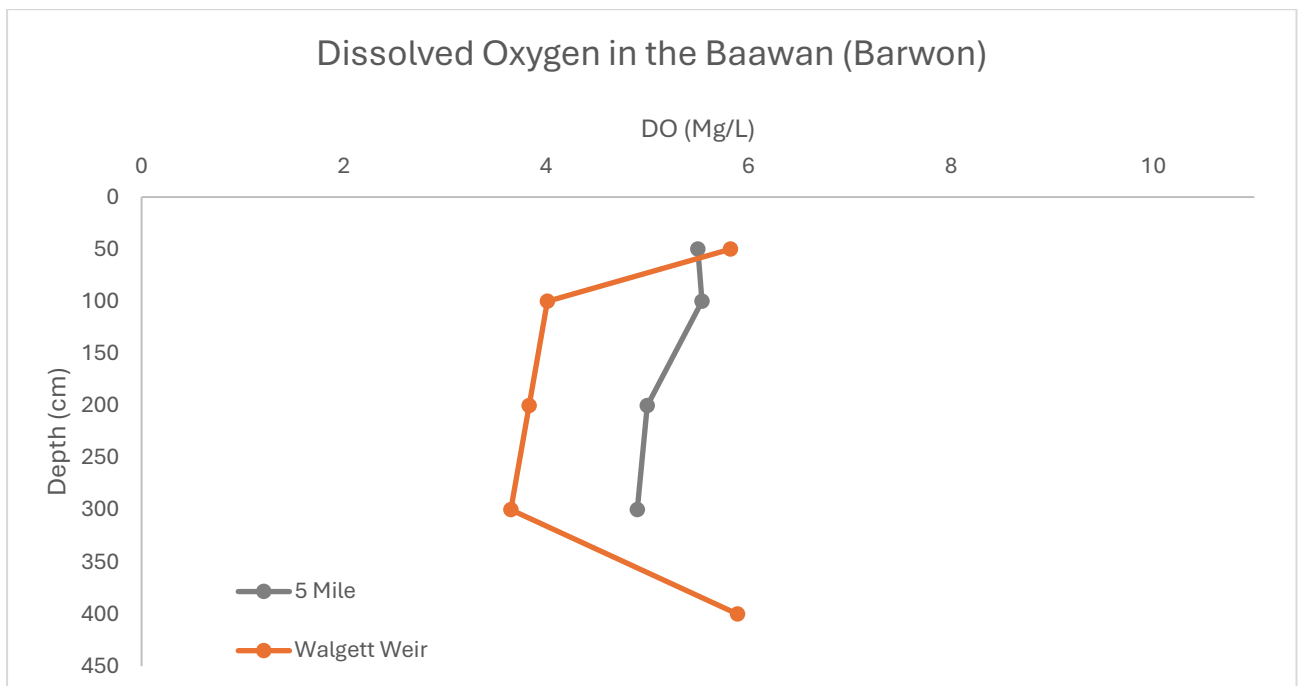 Dissolved Oxygen in the Baawan (Barwon)
DO (Mg/L)
0 2 4 6 8 10
0
50
100
150
200
250
300
350
400
450
Depth (cm)
5 Mile
Walgett Weir